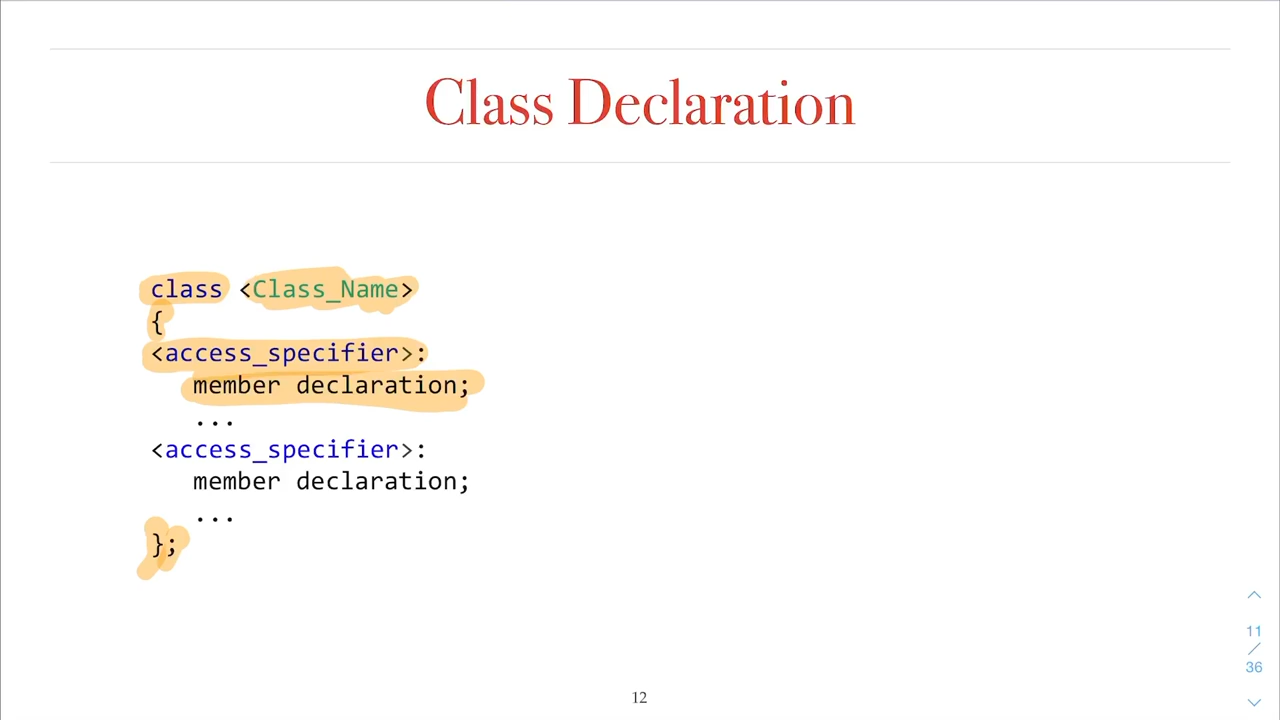 Class Declaration
class <Class_Name>
{
<access_specifier>:
member declaration;
...
<access_specifier>:
member declaration;
...
};
11
/
36
12